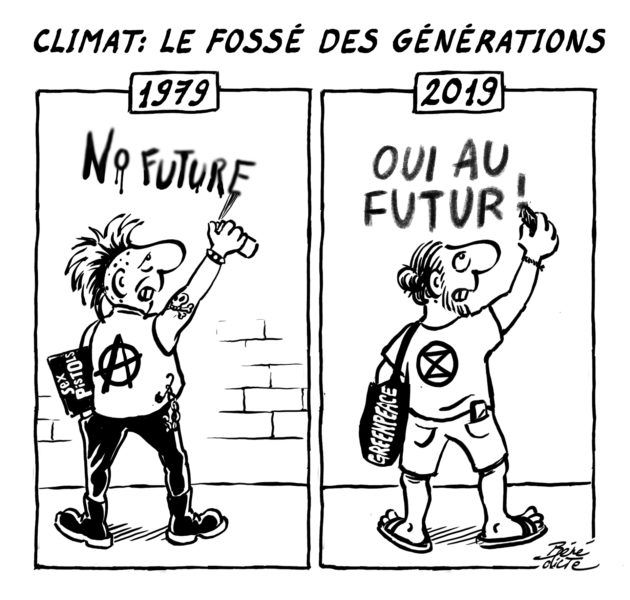 CLIMAT: LE FOSSÉ DES GÉNÉRATIONS
1979
No FUTURE
SEX
PISTOLS
2019
OUI AU
FUTUR!
GREENPEACE
Béné
dicte